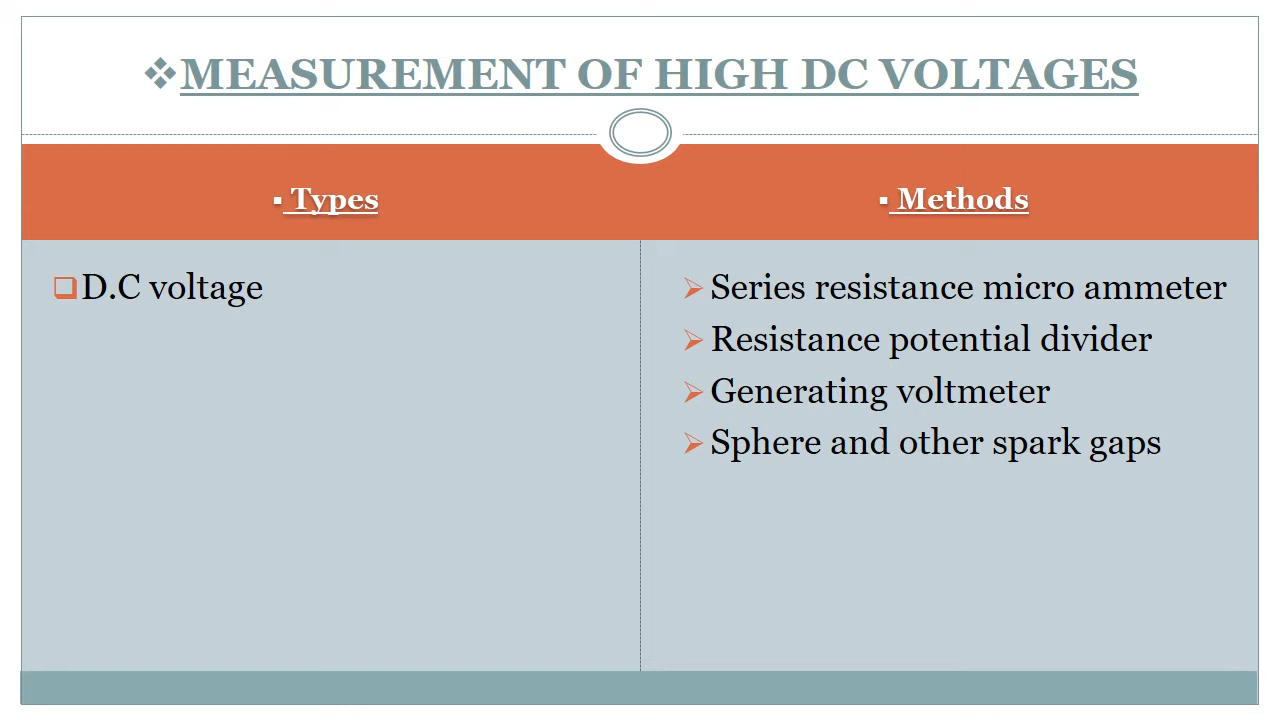 ❖MEASUREMENT OF HIGH DC VOLTAGES
▪ Types
▪ Methods
❑D.C voltage
➢Series resistance micro ammeter
➢Resistance potential divider
➢Generating voltmeter
➢Sphere and other spark gaps